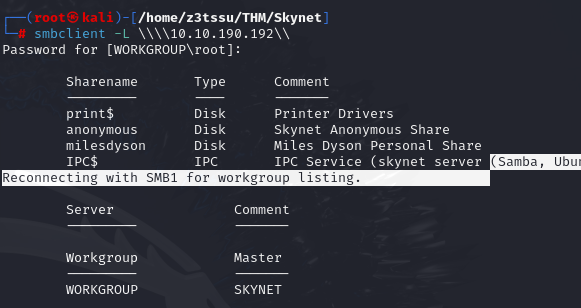 ┌──(root㉿kali)-[/home/z3tssu/THM/Skynet]
└─# smbclient -L \\\\10.10.190.192\\
Password for [WORKGROUP\root]:
Sharename Type Comment
--------- ---- -------
print$ Disk Printer Drivers
anonymous Disk Skynet Anonymous Share
milesdyson Disk Miles Dyson Personal Share
IPC$ IPC IPC Service (skynet server (Samba,
Reconnecting with SMB1 for workgroup listing.
Server Comment
--------- -------
Workgroup Master
--------- -------
WORKGROUP SKYNET